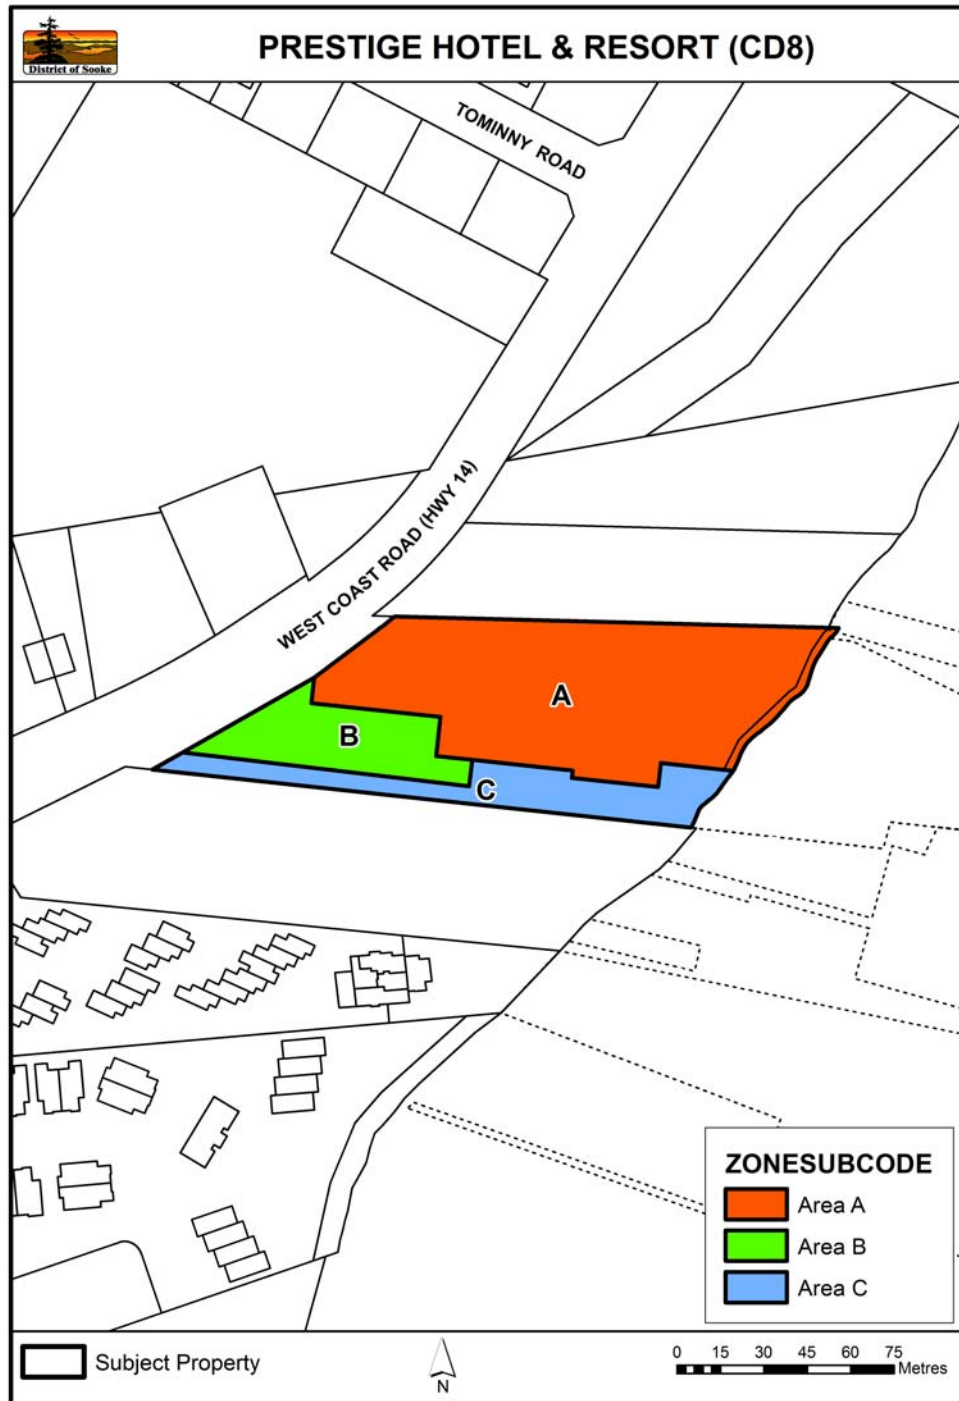 District of Sooke
PRESTIGE HOTEL & RESORT (CD8)
TOMINNY ROAD
WEST COAST ROAD (HWY 14)
A
B
C
ZONESUBCODE
Area A
Area B
Area C
Subject Property
N
0 15 30 45 60 75
Metres